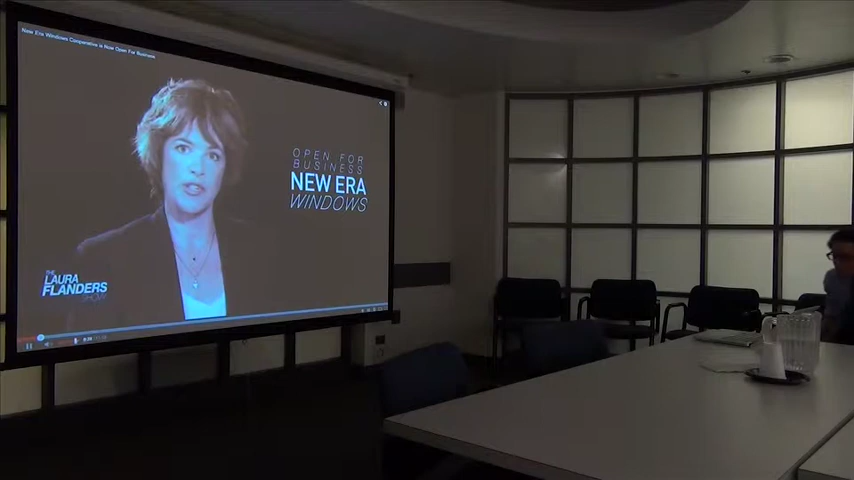 New Era Windows Cooperative is Now Open For Business
OPEN FOR
BUSINESS
NEW ERA
WINDOWS
THE
LAURA
FLANDERS
SHOW